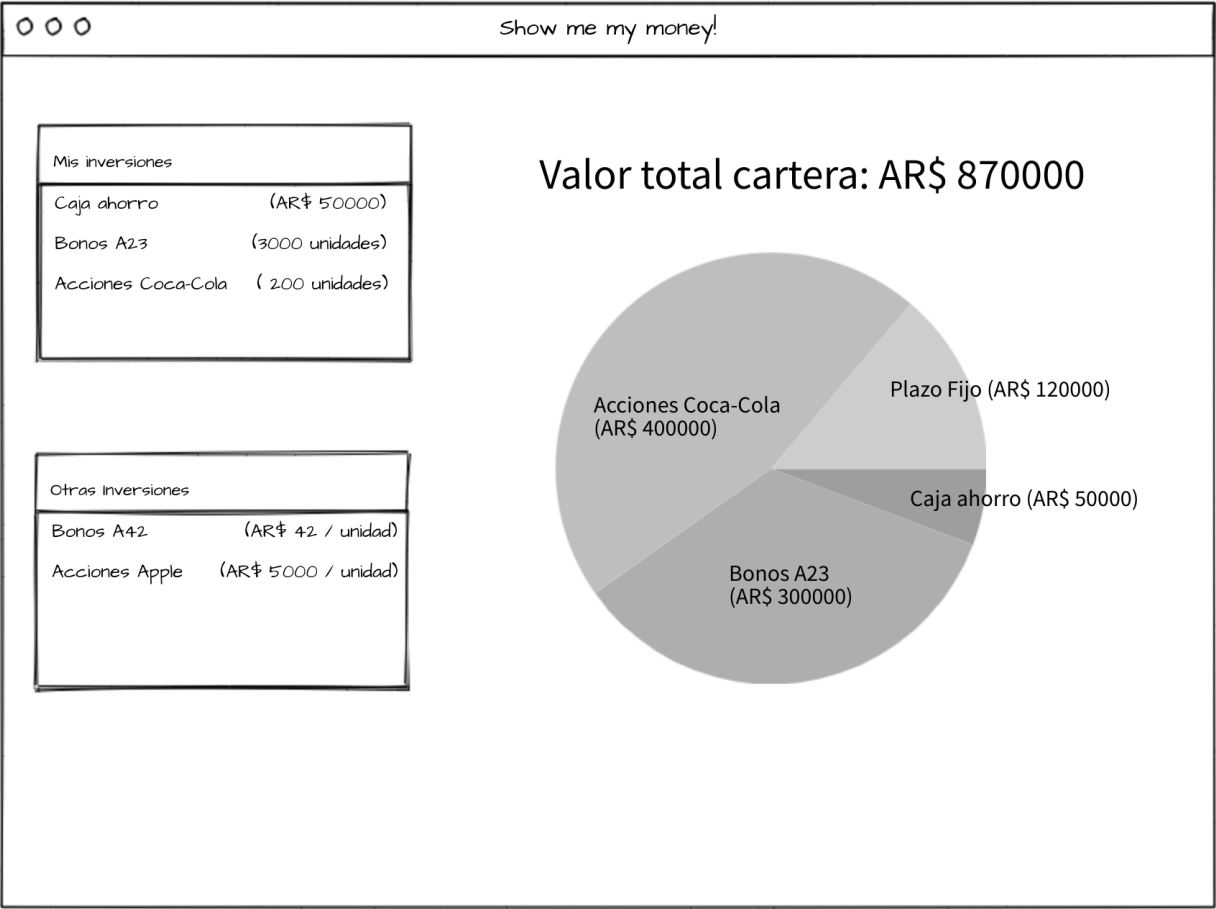 Show me my money!
Mis inversiones
Caja ahorro (AR$ 50000)
Bonos A23 (3000 unidades)
Acciones Coca-Cola ( 200 unidades)
Otras Inversiones
Bonos A42 (AR$ 42 / unidad)
Acciones Apple (AR$ 5000 / unidad)
Valor total cartera: AR$ 870000
Plazo Fijo (AR$ 120000)
Acciones Coca-Cola
(AR$ 400000)
Caja ahorro (AR$ 50000)
Bonos A23
(AR$ 300000)